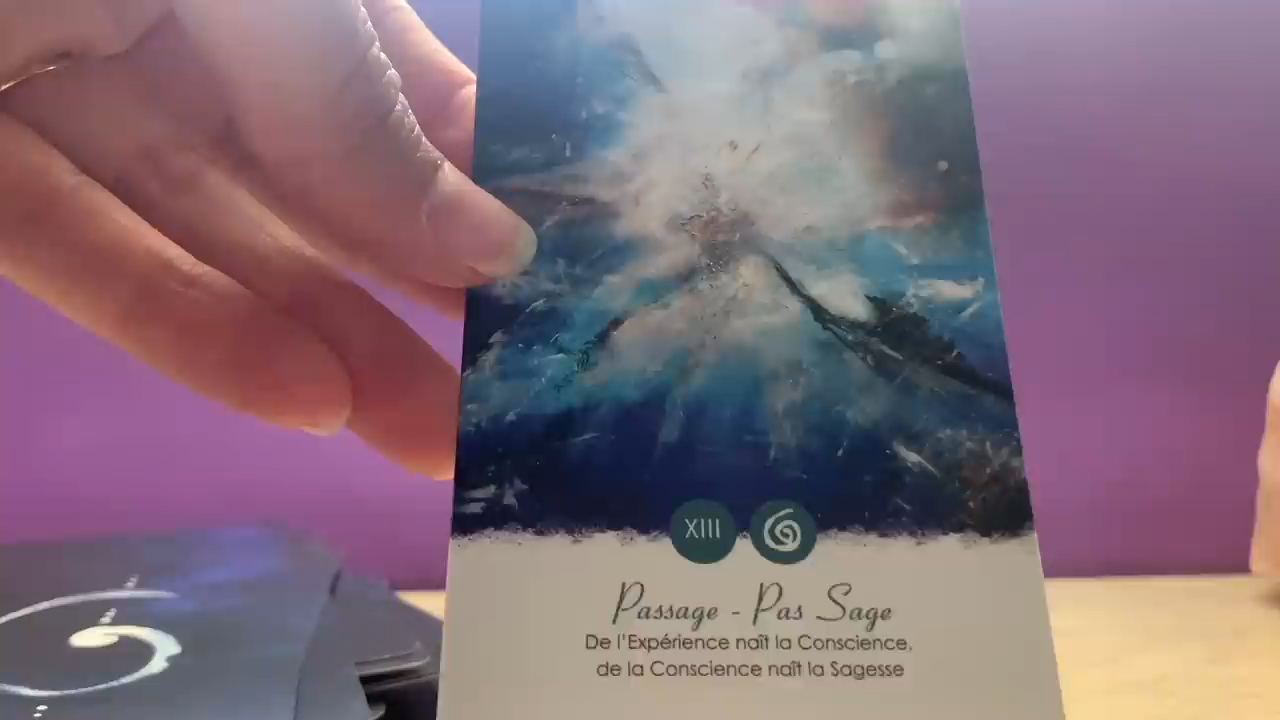 XIII
Passage - Pas Sage
De l'Expérience naît la Conscience,
de la Conscience naît la Sagesse